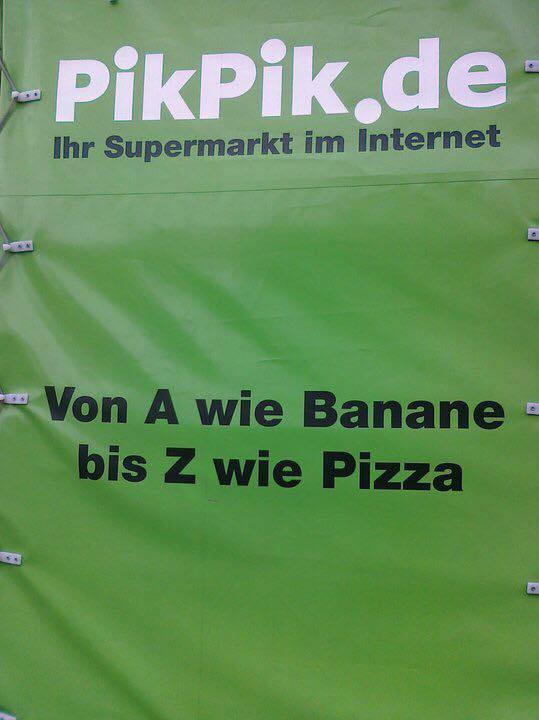 PikPik.de
Ihr Supermarkt im Internet
Von A wie Banane
bis Z wie Pizza